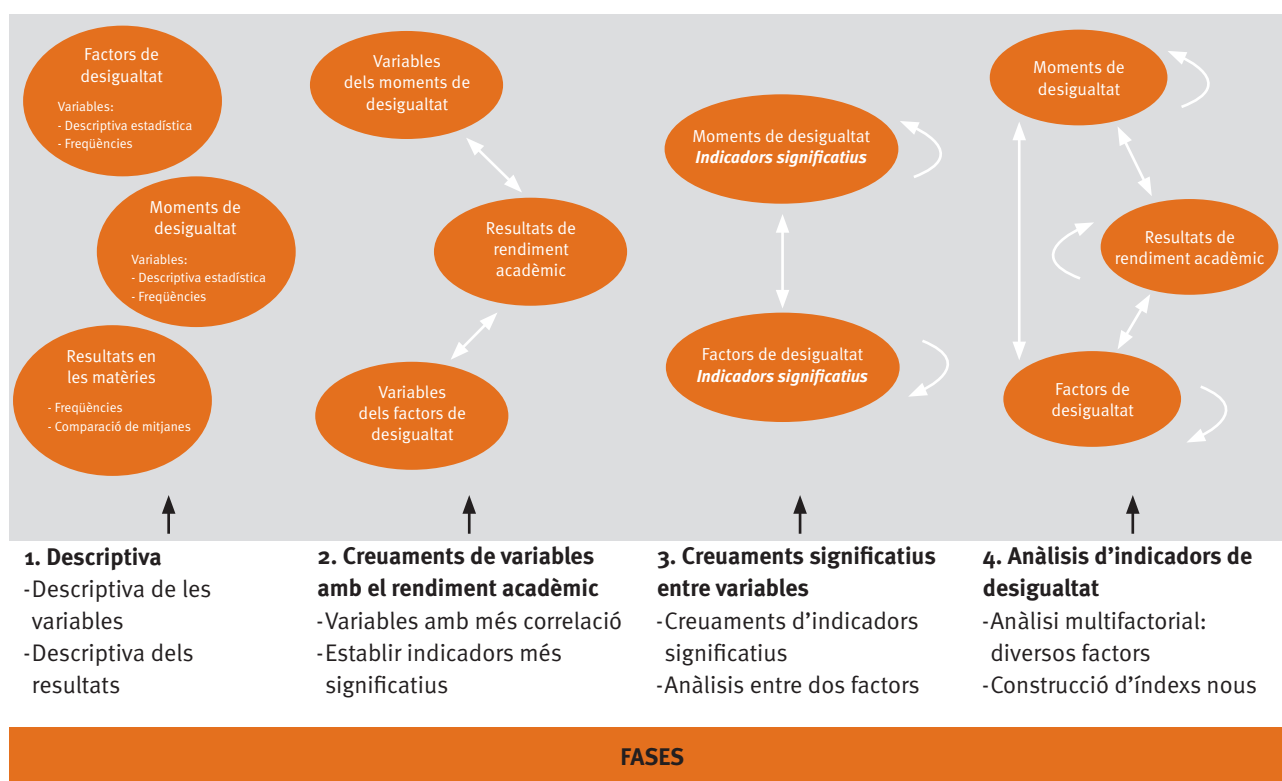 Factors de
desigualtat
Variables:
- Descriptiva estadística
- Freqüències
Moments de
desigualtat
Variables:
- Descriptiva estadística
- Freqüències
Resultats en
les matèries
- Freqüències
- Comparació de mitjanes
Variables
dels moments de
desigualtat
Resultats de
rendiment
acadèmic
Variables
dels factors de
desigualtat
Moments de desigualtat
Indicadors significatius
Factors de desigualtat
Indicadors significatius
Moments de
desigualtat
Resultats de
rendiment acadèmic
Factors de
desigualtat
1. Descriptiva
-Descriptiva de les
variables
-Descriptiva dels
resultats
2. Creuaments de variables
amb el rendiment acadèmic
-Variables amb més correlació
-Establir indicadors més
significatius
3. Creuaments significatius
entre variables
-Creuaments d’indicadors
significatius
-Anàlisis entre dos factors
4. Anàlisis d’indicadors de
desigualtat
-Anàlisi multifactorial:
diversos factors
-Construcció d’índexs nous
FASES